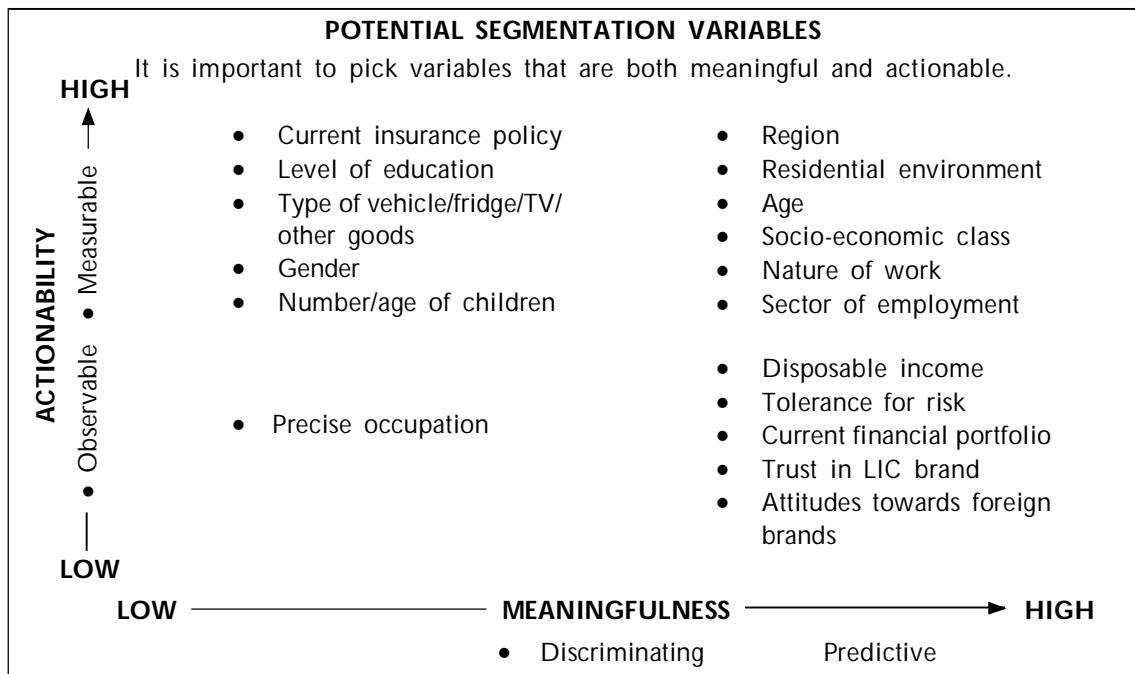 POTENTIAL SEGMENTATION VARIABLES
It is important to pick variables that are both meaningful and actionable.
HIGH
ACTIONABILITY
• Observable • Measurable
LOW
• Current insurance policy
• Level of education
• Type of vehicle/fridge/TV/
other goods
• Gender
• Number/age of children
• Region
• Residential environment
• Age
• Socio-economic class
• Nature of work
• Sector of employment
• Precise occupation
• Disposable income
• Tolerance for risk
• Current financial portfolio
• Trust in LIC brand
• Attitudes towards foreign
brands
LOW MEANINGFULNESS HIGH
• Discriminating Predictive